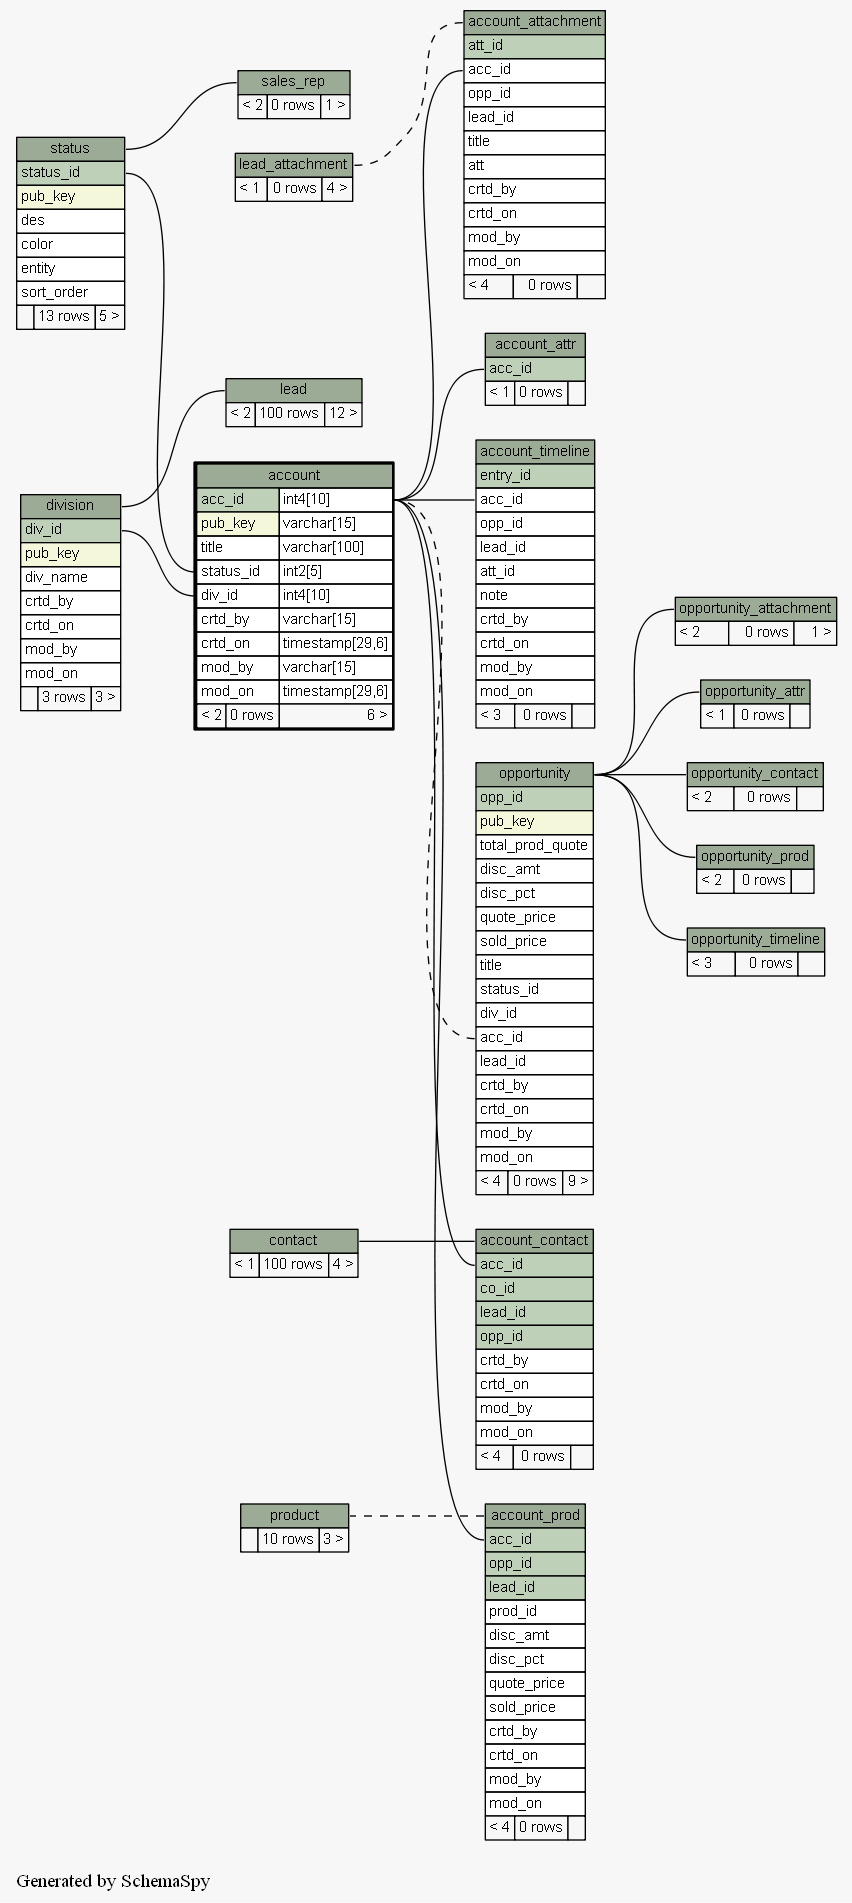 account_attachment
att_id
acc_id
opp_id
lead_id
title
att
crtd_by
crtd_on
mod_by
mod_on
< 4 0 rows
sales_rep
< 2 0 rows 1 >
lead_attachment
< 1 0 rows 4 >
status
status_id
pub_key
des
color
entity
sort_order
13 rows 5 >
account_attr
acc_id
< 1 0 rows
lead
< 2 100 rows 12 >
account
acc_id int4[10]
pub_key varchar[15]
title varchar[100]
status_id int2[5]
div_id int4[10]
crtd_by varchar[15]
crtd_on timestamp[29,6]
mod_by varchar[15]
mod_on timestamp[29,6]
< 2 0 rows 6 >
division
div_id
pub_key
div_name
crtd_by
crtd_on
mod_by
mod_on
3 rows 3 >
account_timeline
entry_id
acc_id
opp_id
lead_id
att_id
note
crtd_by
crtd_on
mod_by
mod_on
< 3 0 rows
opportunity_attachment
< 2 0 rows 1 >
opportunity_attr
< 1 0 rows
opportunity_contact
< 2 0 rows
opportunity_prod
< 2 0 rows
opportunity_timeline
< 3 0 rows
opportunity
opp_id
pub_key
total_prod_quote
disc_amt
disc_pct
quote_price
sold_price
title
status_id
div_id
acc_id
lead_id
crtd_by
crtd_on
mod_by
mod_on
< 4 0 rows 9 >
contact
< 1 100 rows 4 >
account_contact
acc_id
co_id
lead_id
opp_id
crtd_by
crtd_on
mod_by
mod_on
< 4 0 rows
product
10 rows 3 >
account_prod
acc_id
opp_id
lead_id
prod_id
disc_amt
disc_pct
quote_price
sold_price
crtd_by
crtd_on
mod_by
mod_on
< 4 0 rows
Generated by SchemaSpy